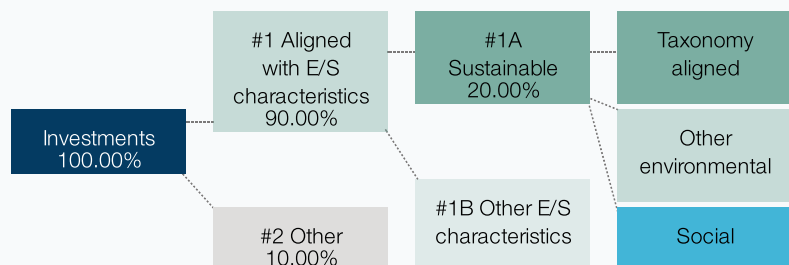 Investments
100.00%
#1 Aligned
with E/S
characteristics
90.00%
#2 Other
10.00%
#1A
Sustainable
20.00%
#1B Other E/S
characteristics
Taxonomy
aligned
Other
environmental
Social